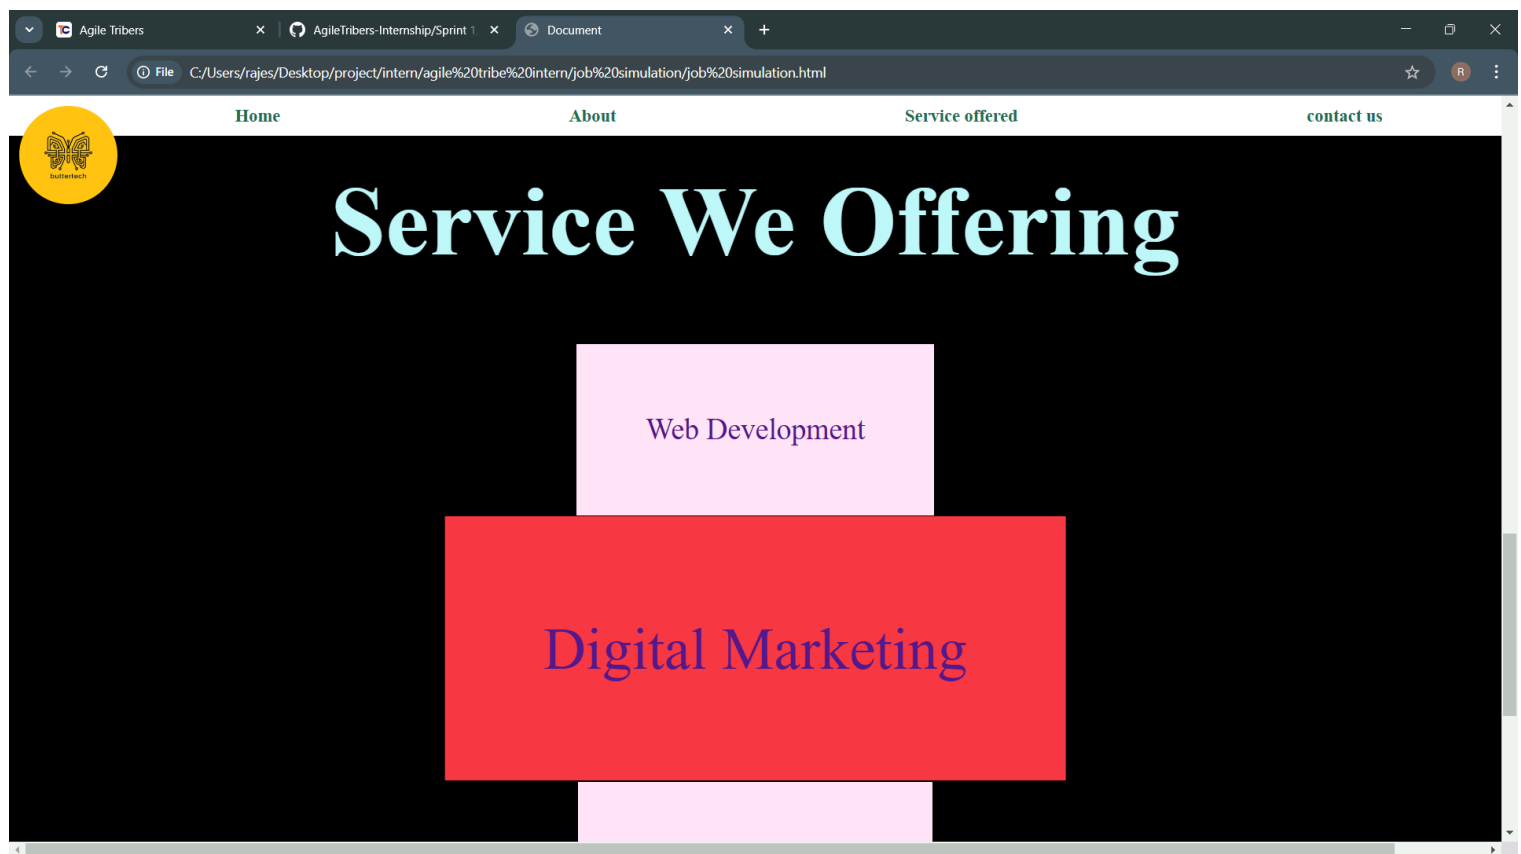 Agile Tribers
AgileTribers-Internship/Sprint 1
Document
File
C:/Users/rajes/Desktop/project/intern/agile%20tribe%20intern/job%20simulation/job%20simulation.html
R
Home
About
Service offered
contact us
buttertech
Service We Offering
Web Development
Digital Marketing